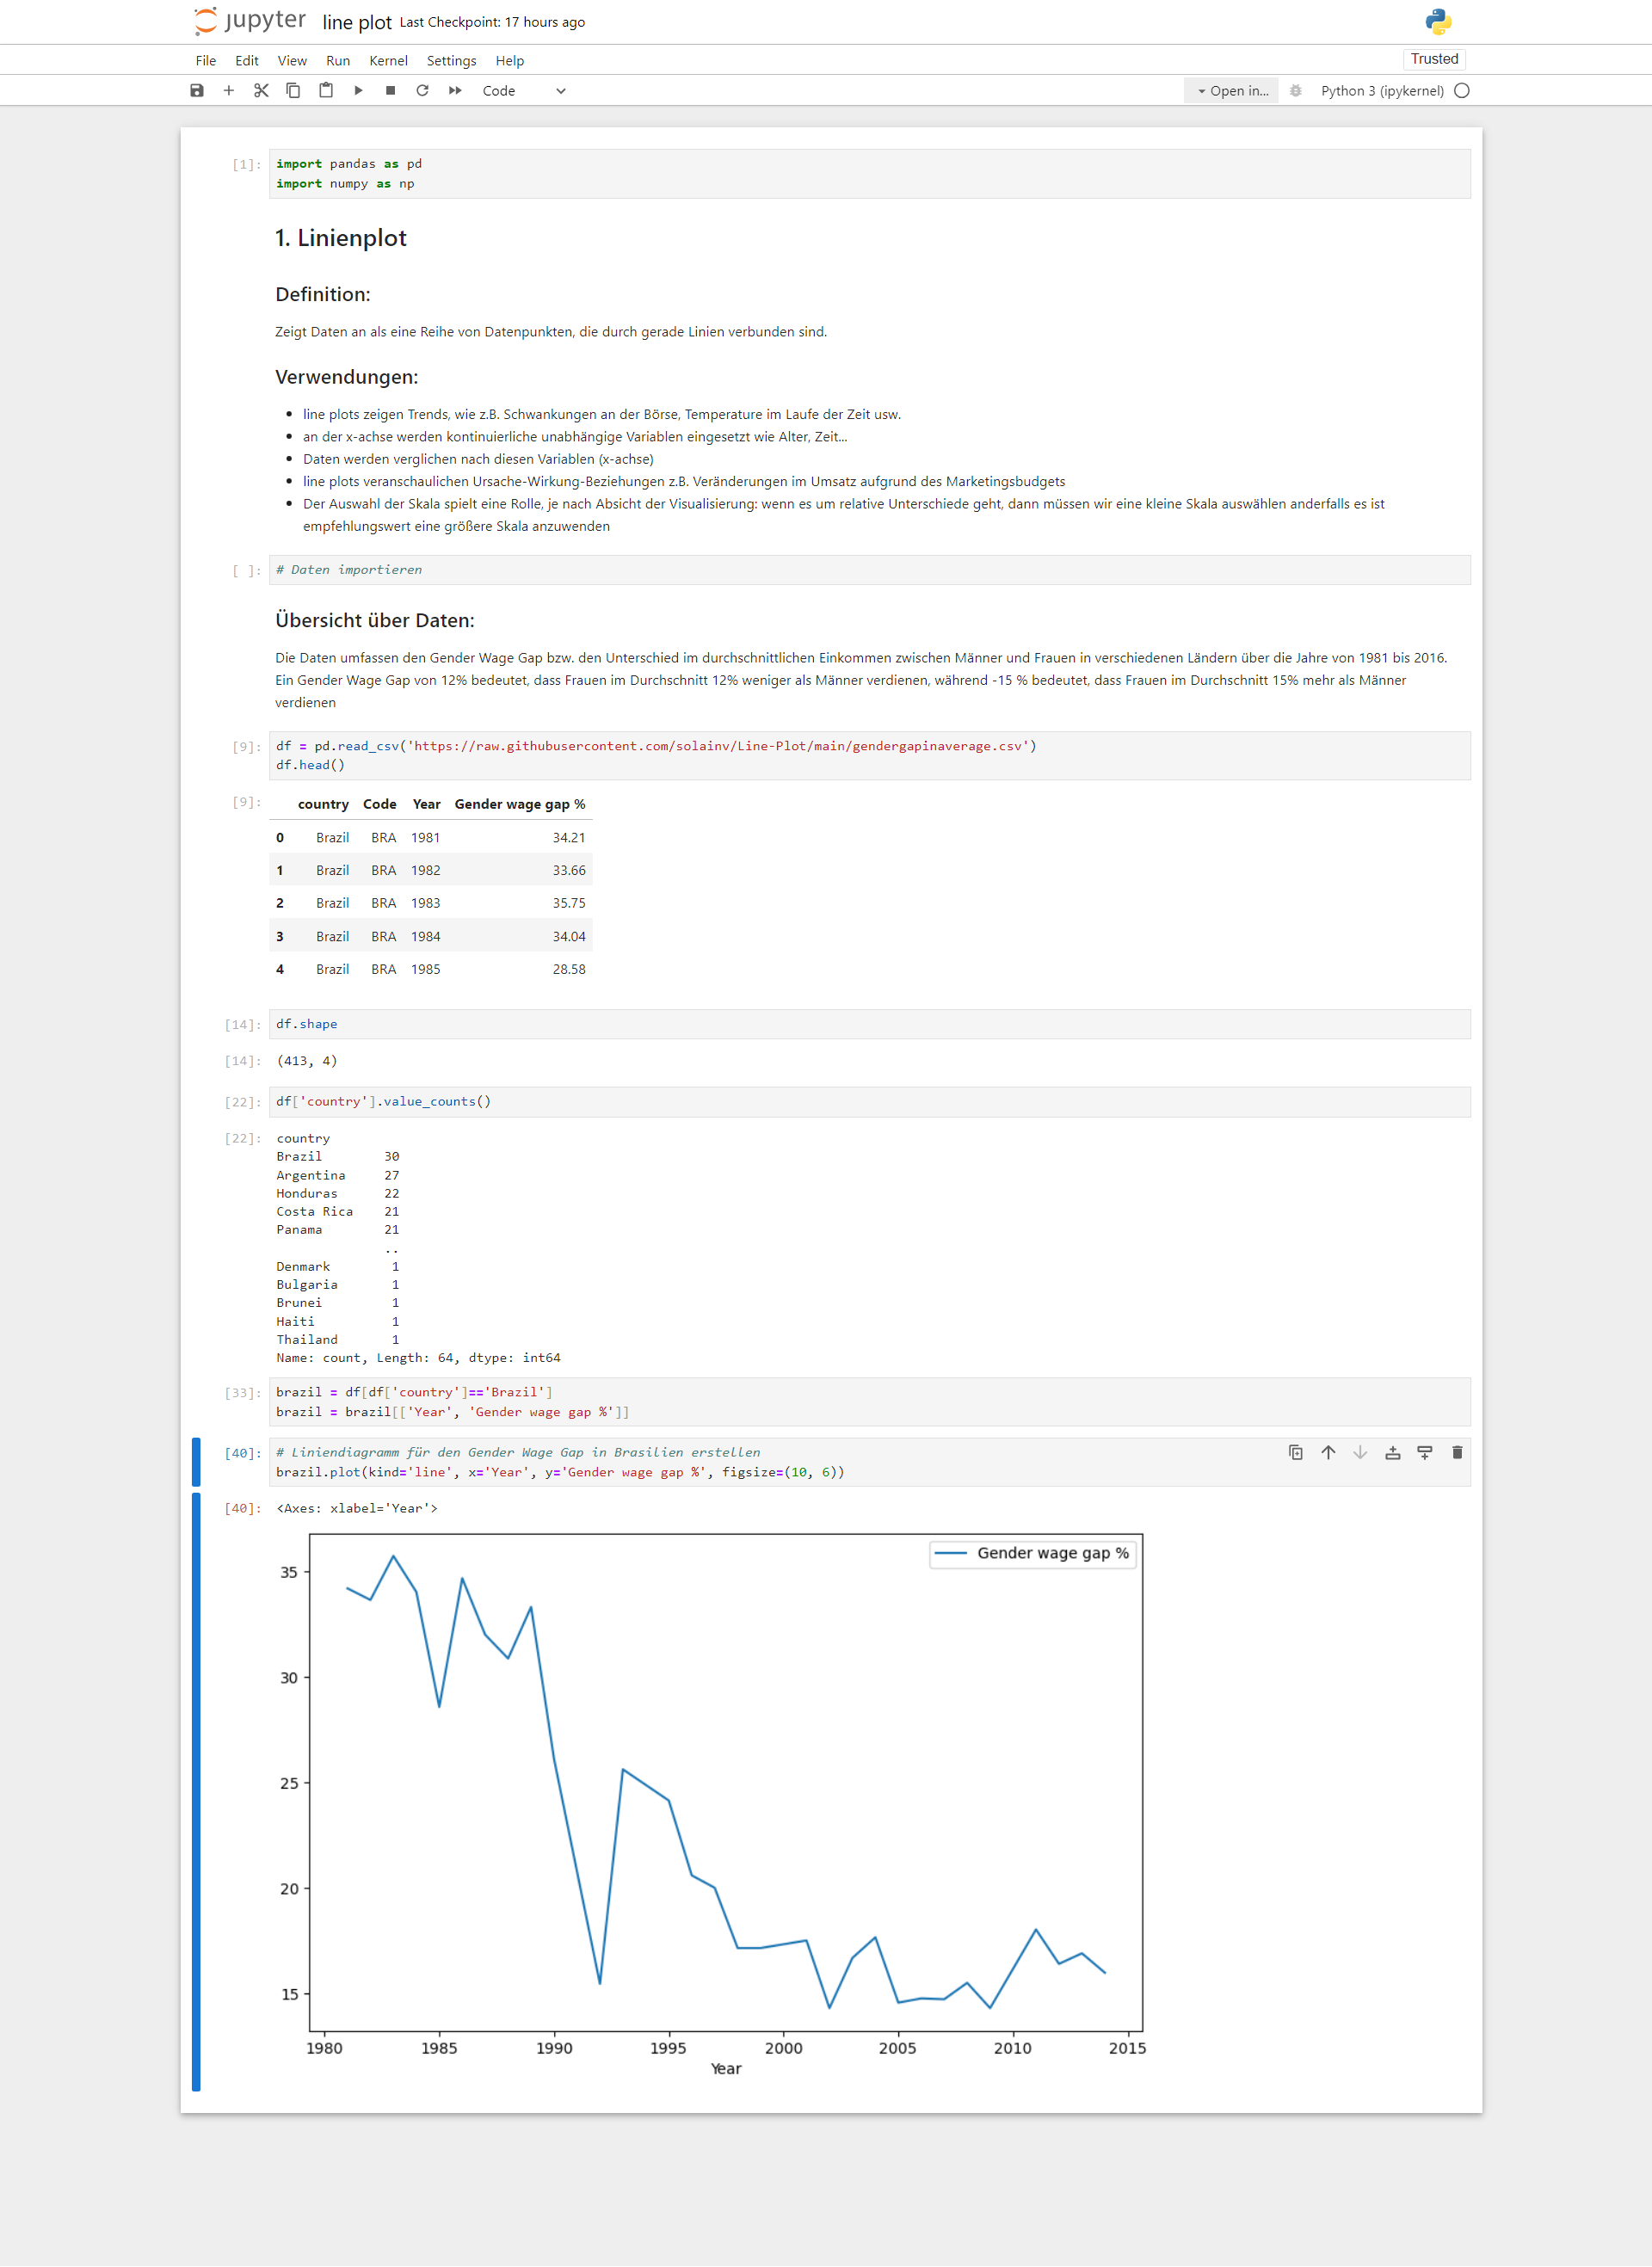 jupyter line plot Last Checkpoint: 17 hours ago
File Edit View Run Kernel Settings Help Trusted
Code Open in... Python 3 (ipykernel)
[1]: import pandas as pd
import numpy as np
1. Linienplot
Definition:
Zeigt Daten an als eine Reihe von Datenpunkten, die durch gerade Linien verbunden sind.
Verwendungen:
• line plots zeigen Trends, wie z.B. Schwankungen an der Börse, Temperature im Laufe der Zeit usw.
• an der x-achse werden kontinuierliche unabhängige Variablen eingesetzt wie Alter, Zeit...
• Daten werden verglichen nach diesen Variablen (x-achse)
• line plots veranschaulichen Ursache-Wirkung-Beziehungen z.B. Veränderungen im Umsatz aufgrund des Marketingsbudgets
• Der Auswahl der Skala spielt eine Rolle, je nach Absicht der Visualisierung: wenn es um relative Unterschiede geht, dann müssen wir eine kleine Skala auswählen anderfalls es ist
empfehlungswert eine größere Skala anzuwenden
[ ]: # Daten importieren
Übersicht über Daten:
Die Daten umfassen den Gender Wage Gap bzw. den Unterschied im durchschnittlichen Einkommen zwischen Männer und Frauen in verschiedenen Ländern über die Jahre von 1981 bis 2016.
Ein Gender Wage Gap von 12% bedeutet, dass Frauen im Durchschnitt 12% weniger als Männer verdienen, während -15 % bedeutet, dass Frauen im Durchschnitt 15% mehr als Männer
verdienen
[9]: df = pd.read_csv('https://raw.githubusercontent.com/solainv/Line-Plot/main/gendergapinaverage.csv')
df.head()
[9]: country Code Year Gender wage gap %
0 Brazil BRA 1981 34.21
1 Brazil BRA 1982 33.66
2 Brazil BRA 1983 35.75
3 Brazil BRA 1984 34.04
4 Brazil BRA 1985 28.58
[14]: df.shape
[14]: (413, 4)
[22]: df['country'].value_counts()
[22]: country
Brazil 30
Argentina 27
Honduras 22
Costa Rica 21
Panama 21
..
Denmark 1
Bulgaria 1
Brunei 1
Haiti 1
Thailand 1
Name: count, Length: 64, dtype: int64
[33]: brazil = df[df['country']=='Brazil']
brazil = brazil[['Year', 'Gender wage gap %']]
[40]: # Liniendiagramm für den Gender Wage Gap in Brasilien erstellen
brazil.plot(kind='line', x='Year', y='Gender wage gap %', figsize=(10, 6))
[40]: <Axes: xlabel='Year'>
Gender wage gap %
35
30
25
20
15
1980 1985 1990 1995 2000 2005 2010 2015
Year